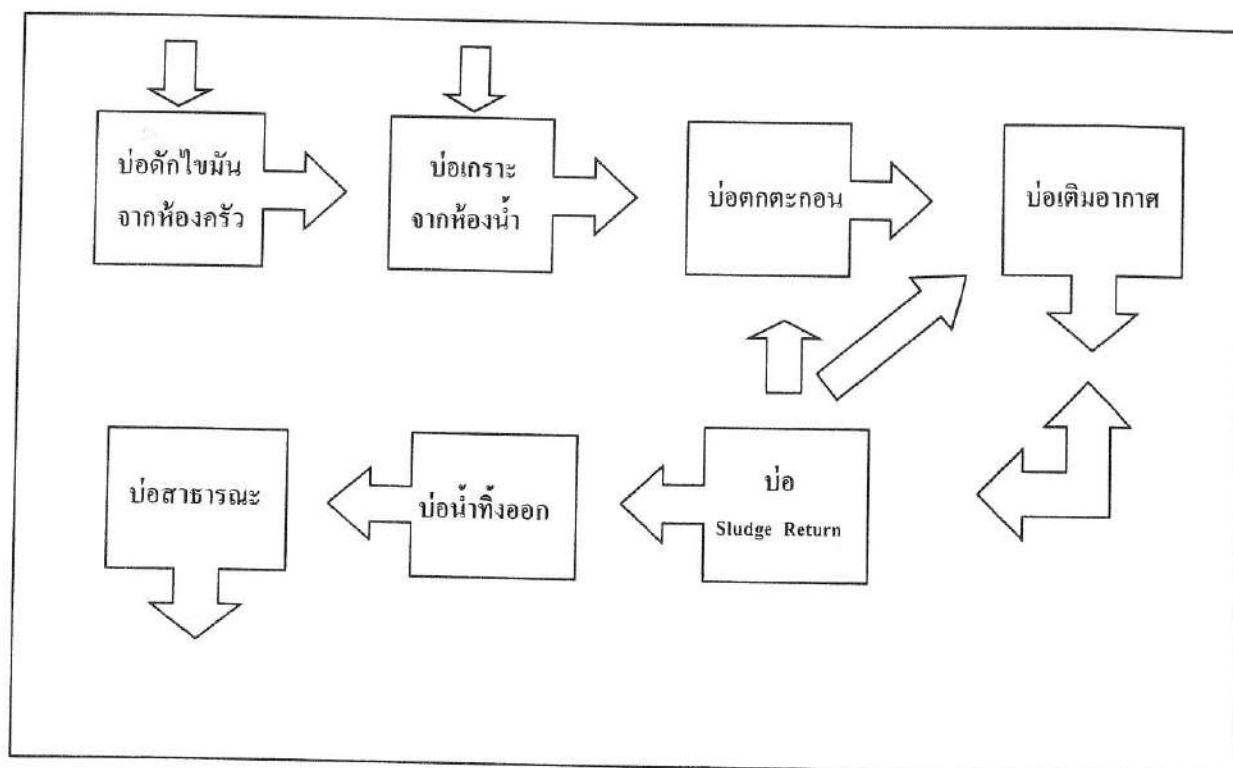 บ่อดักไขมัน
จากห้องครัว
บ่อเกราะ
จากห้องน้ำ
บ่อตกตะกอน
บ่อเติมอากาศ
บ่อสาธารณะ
บ่อน้ำทิ้งออก
บ่อ
Sludge Return